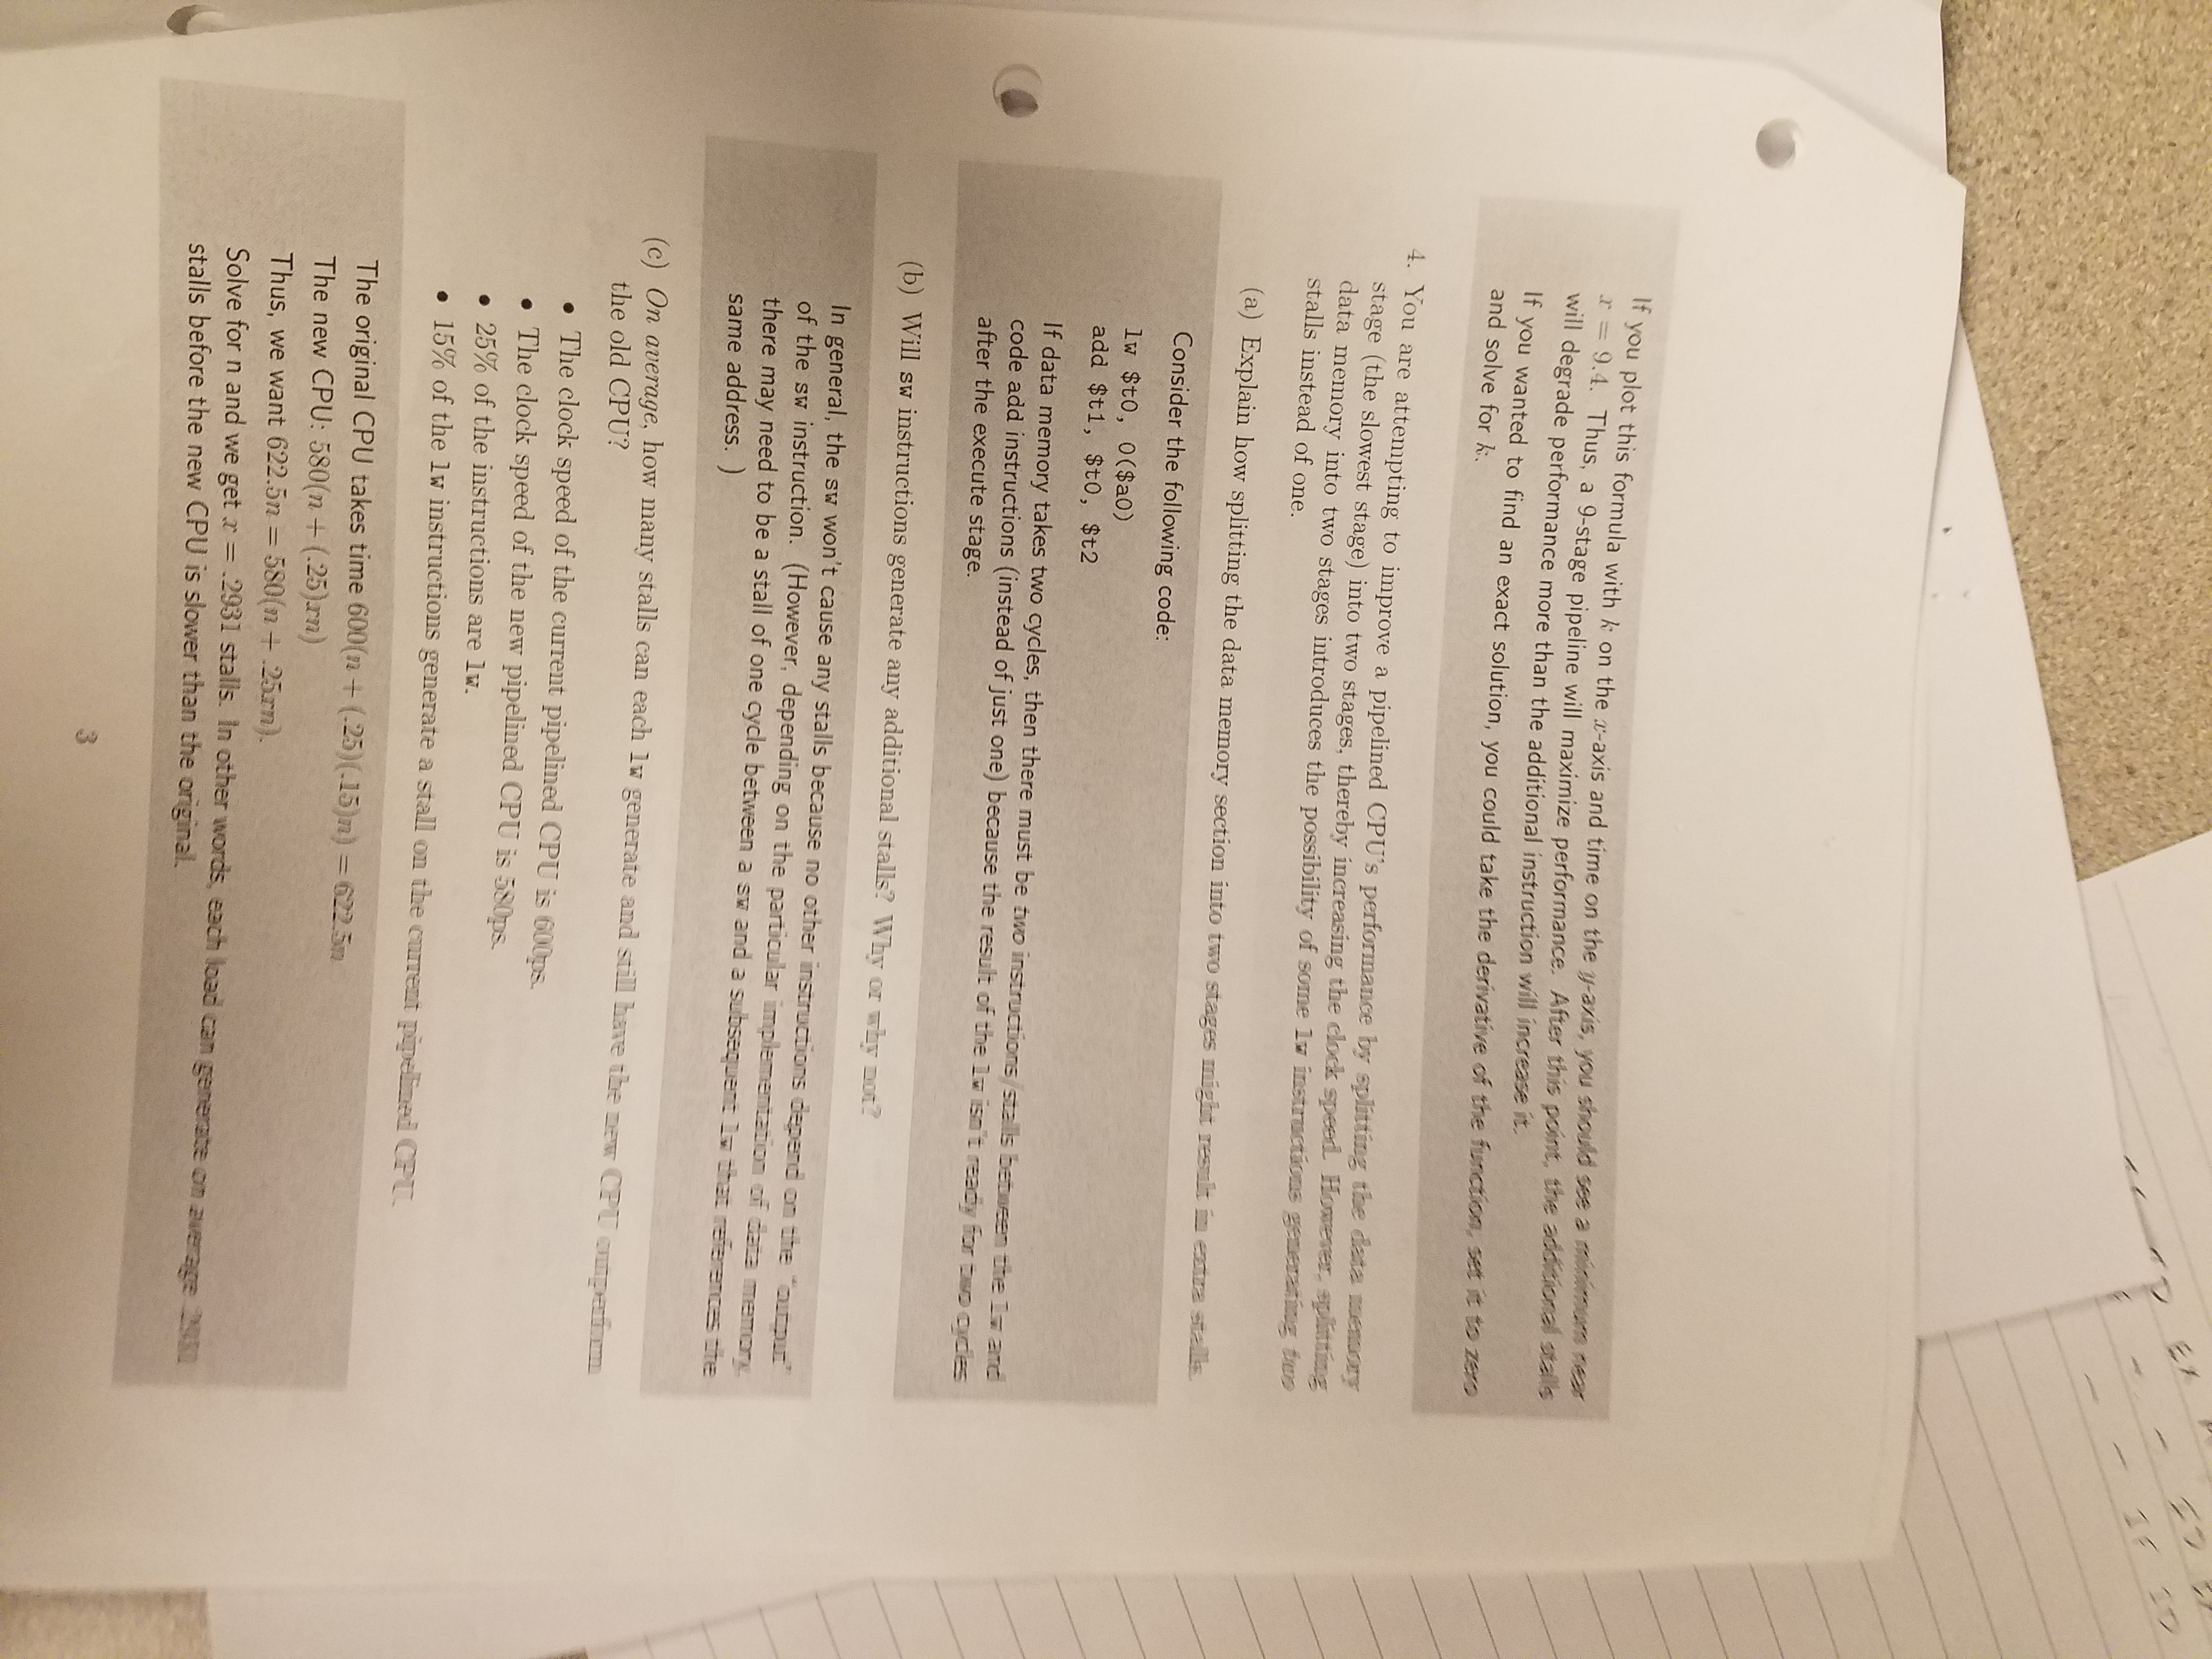 EX
ID
IF ID
If you plot this formula with k on the x-axis and time on the y-axis, you should see a minimum near
x = 9.4. Thus, a 9-stage pipeline will maximize performance. After this point, the additional stalls
will degrade performance more than the additional instruction will increase it.
If you wanted to find an exact solution, you could take the derivative of the function, set it to zero
and solve for k.
4. You are attempting to improve a pipelined CPU's performance by splitting the data memory
stage (the slowest stage) into two stages, thereby increasing the clock speed. However, splitting
data memory into two stages introduces the possibility of some lw instructions generating two
stalls instead of one.
(a) Explain how splitting the data memory section into two stages might result in extra stalls.
Consider the following code:
lw $t0, 0($a0)
add $t1, $t0, $t2
If data memory takes two cycles, then there must be two instructions/stalls between the lw and
code add instructions (instead of just one) because the result of the lw isn't ready for two cycles
after the execute stage.
(b) Will sw instructions generate any additional stalls? Why or why not?
In general, the sw won't cause any stalls because no other instructions depend on the "output"
of the sw instruction. (However, depending on the particular implementation of data memory,
there may need to be a stall of one cycle between a sw and a subsequent lw that references the
same address. )
(c) On average, how many stalls can each lw generate and still have the new CPU outperform
the old CPU?
• The clock speed of the current pipelined CPU is 600ps.
• The clock speed of the new pipelined CPU is 580ps.
• 25% of the instructions are lw.
• 15% of the lw instructions generate a stall on the current pipelined CPU.
The original CPU takes time 600(n + (.25)(.15)n) = 622.5n
The new CPU: 580(n + (.25)xn)
Thus, we want 622.5n = 580(n + .25xn).
Solve for n and we get x = .2931 stalls. In other words, each load can generate on average .2931
stalls before the new CPU is slower than the original.
3